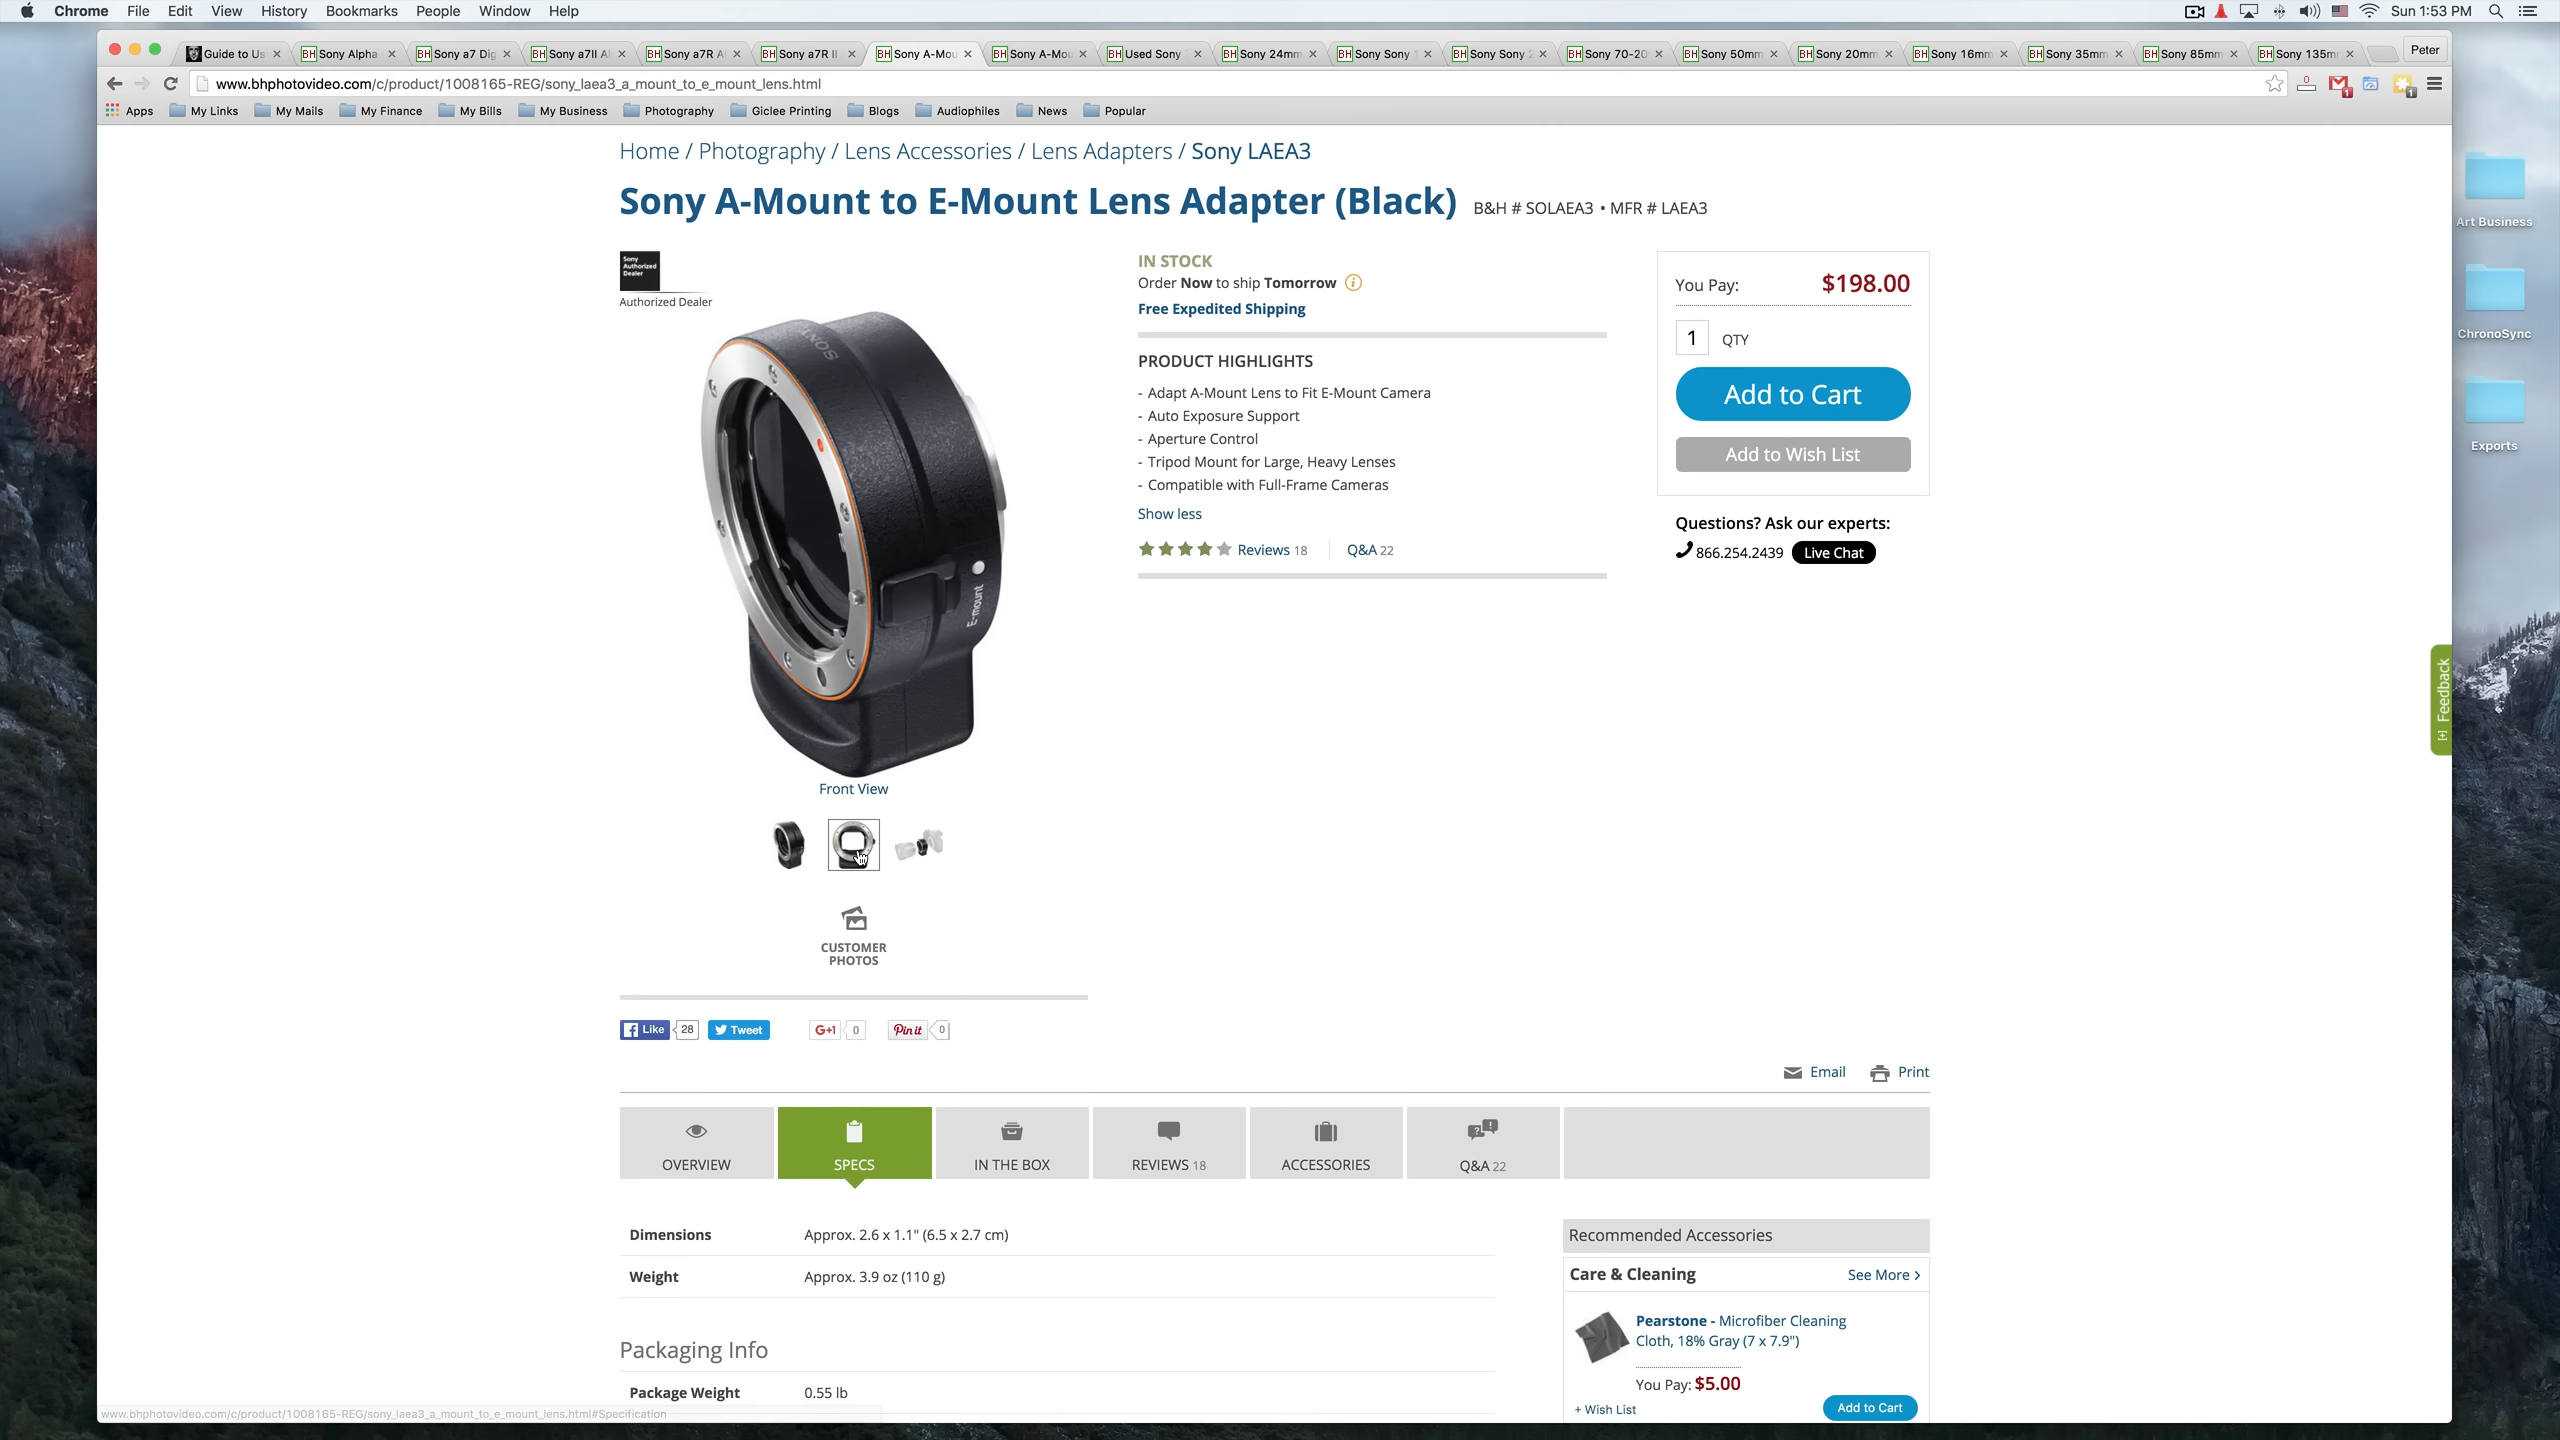 Chrome File Edit View History Bookmarks People Window Help Sun 1:53 PM
Guide to Us Sony Alpha Sony a7 Dig Sony a7II Al Sony a7R A Sony a7R II Sony A-Mou Sony A-Mou Used Sony Sony 24mm Sony Sony 1 Sony Sony 2 Sony 70-20 Sony 50mm Sony 20mm Sony 16mm Sony 35mm Sony 85mm Sony 135m Peter
www.bhphotovideo.com/c/product/1008165-REG/sony_laea3_a_mount_to_e_mount_lens.html
Apps My Links My Mails My Finance My Bills My Business Photography Giclee Printing Blogs Audiophiles News Popular
Home / Photography / Lens Accessories / Lens Adapters / Sony LAEA3
Sony A-Mount to E-Mount Lens Adapter (Black) B&H # SOLAEA3 • MFR # LAEA3
Sony
Authorized
Dealer
Authorized Dealer
SONY
E-mount
Front View
CUSTOMER
PHOTOS
IN STOCK
Order Now to ship Tomorrow
Free Expedited Shipping
PRODUCT HIGHLIGHTS
- Adapt A-Mount Lens to Fit E-Mount Camera
- Auto Exposure Support
- Aperture Control
- Tripod Mount for Large, Heavy Lenses
- Compatible with Full-Frame Cameras
Show less
Reviews 18 Q&A 22
You Pay: $198.00
1 QTY
Add to Cart
Add to Wish List
Questions? Ask our experts:
866.254.2439 Live Chat
Art Business
ChronoSync
Exports
[+] Feedback
Like 28 Tweet G+1 0 Pin it 0
Email Print
OVERVIEW SPECS IN THE BOX REVIEWS 18 ACCESSORIES Q&A 22
Dimensions Approx. 2.6 x 1.1" (6.5 x 2.7 cm)
Weight Approx. 3.9 oz (110 g)
Packaging Info
Package Weight 0.55 lb
Recommended Accessories
Care & Cleaning See More >
Pearstone - Microfiber Cleaning
Cloth, 18% Gray (7 x 7.9")
You Pay: $5.00
+ Wish List Add to Cart
www.bhphotovideo.com/c/product/1008165-REG/sony_laea3_a_mount_to_e_mount_lens.html#Specification